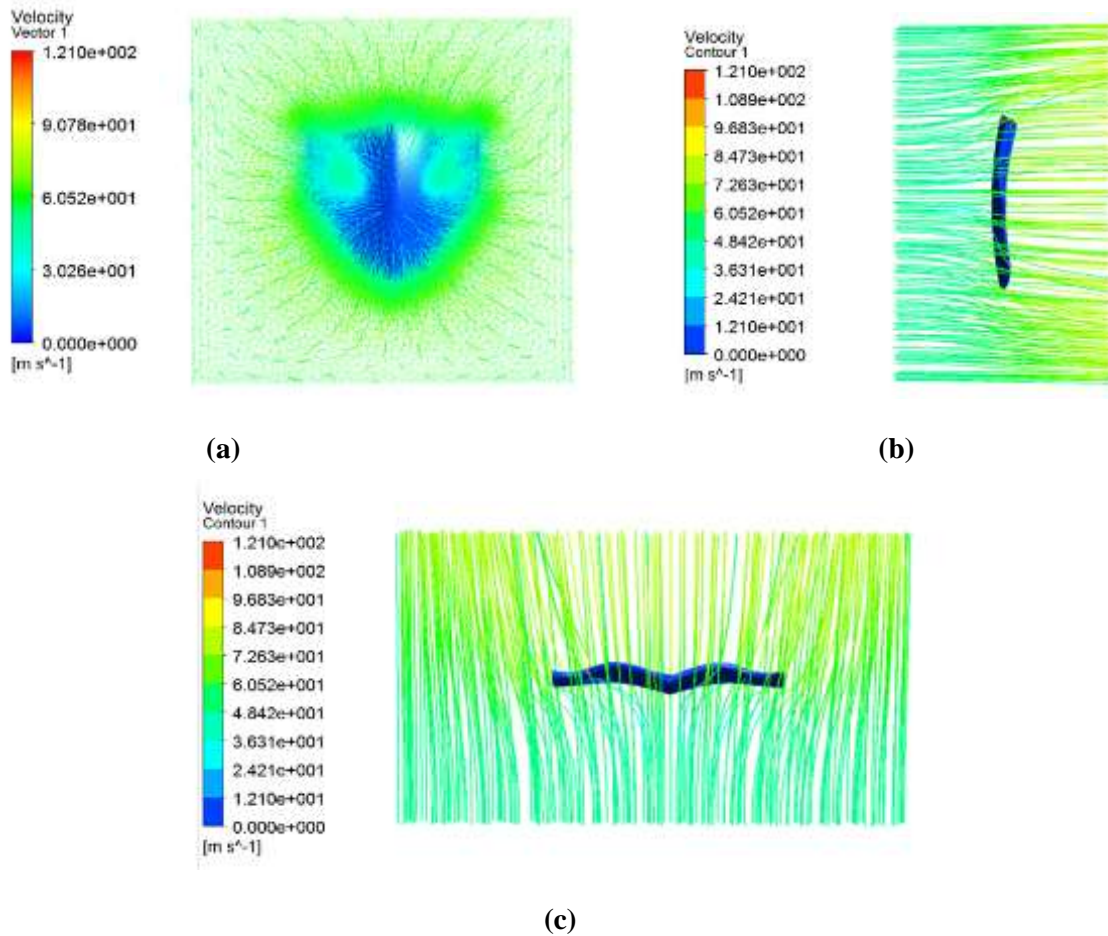 Velocity
Vector 1
1.210e+002
9.078e+001
6.052e+001
3.026e+001
0.000e+000
[m s^-1]
Velocity
Contour 1
1.210e+002
1.089e+002
9.683e+001
8.473e+001
7.263e+001
6.052e+001
4.842e+001
3.631e+001
2.421e+001
1.210e+001
0.000e+000
[m s^-1]
(a)
(b)
Velocity
Contour 1
1.210e+002
1.089e+002
9.683e+001
8.473e+001
7.263e+001
6.052e+001
4.842e+001
3.631e+001
2.421e+001
1.210e+001
0.000e+000
[m s^-1]
(c)